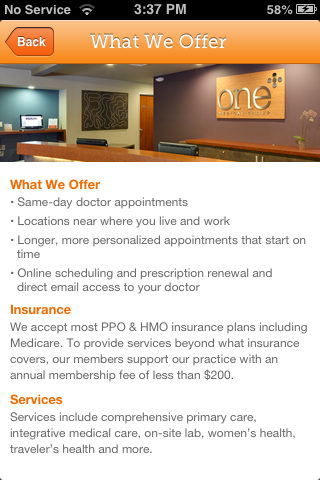 No Service 3:37 PM 58%
Back What We Offer
one
What We Offer
• Same-day doctor appointments
• Locations near where you live and work
• Longer, more personalized appointments that start on
time
• Online scheduling and prescription renewal and
direct email access to your doctor
Insurance
We accept most PPO & HMO insurance plans including
Medicare. To provide services beyond what insurance
covers, our members support our practice with an
annual membership fee of less than $200.
Services
Services include comprehensive primary care,
integrative medical care, on-site lab, women's health,
traveler's health and more.